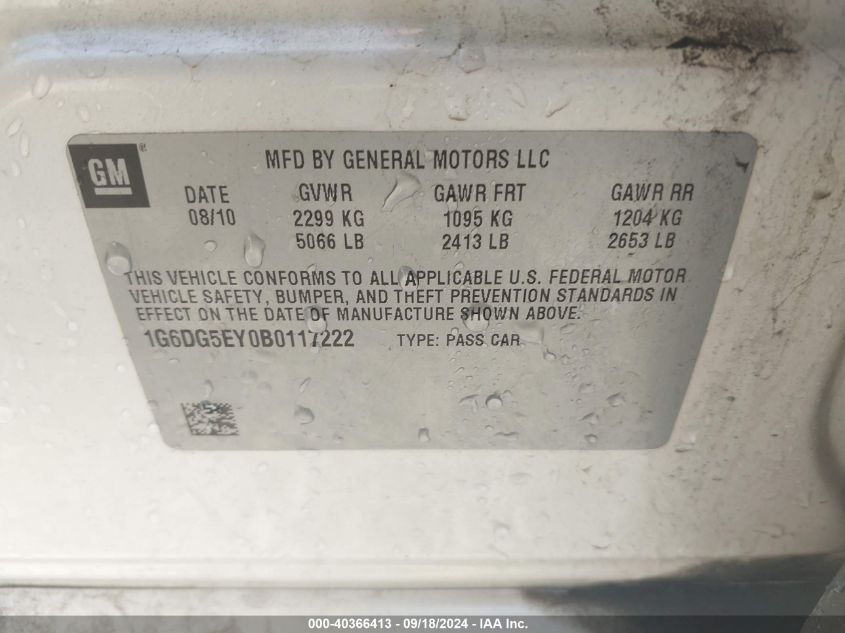 GM®
MFD BY GENERAL MOTORS LLC
DATE GVWR GAWR FRT GAWR RR
08/10 2299 KG 1095 KG 1204 KG
5066 LB 2413 LB 2653 LB
THIS VEHICLE CONFORMS TO ALL APPLICABLE U.S. FEDERAL MOTOR
VEHICLE SAFETY, BUMPER, AND THEFT PREVENTION STANDARDS IN
EFFECT ON THE DATE OF MANUFACTURE SHOWN ABOVE.
1G6DG5EY0B0117222 TYPE: PASS CAR
000-40366413 - 09/18/2024 - IAA Inc.